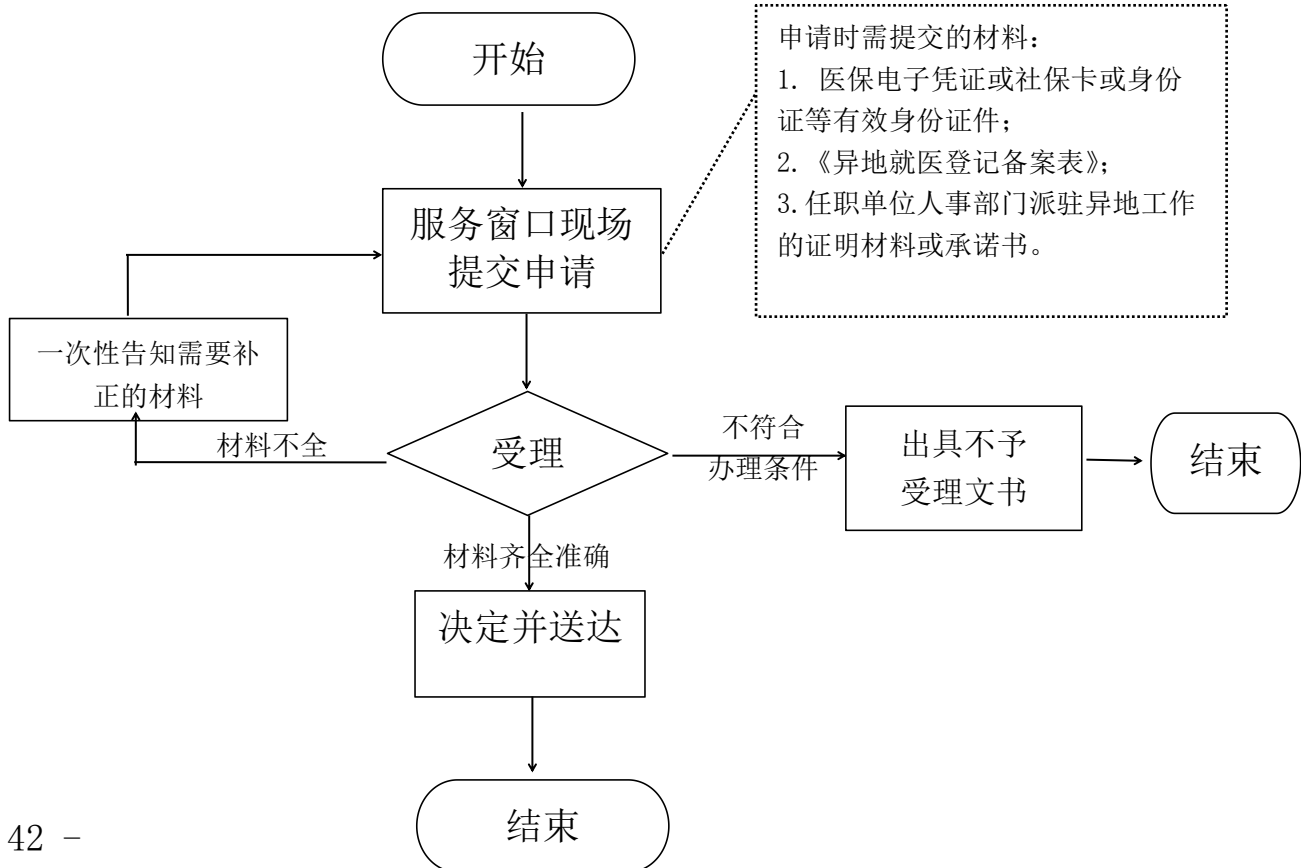 开始
申请时需提交的材料：
1. 医保电子凭证或社保卡或身份
证等有效身份证件；
2.《异地就医登记备案表》；
3.任职单位人事部门派驻异地工作
的证明材料或承诺书。
服务窗口现场
提交申请
一次性告知需要补
正的材料
材料不全
受理
不符合
办理条件
出具不予
受理文书
结束
材料齐全准确
决定并送达
结束
42 -